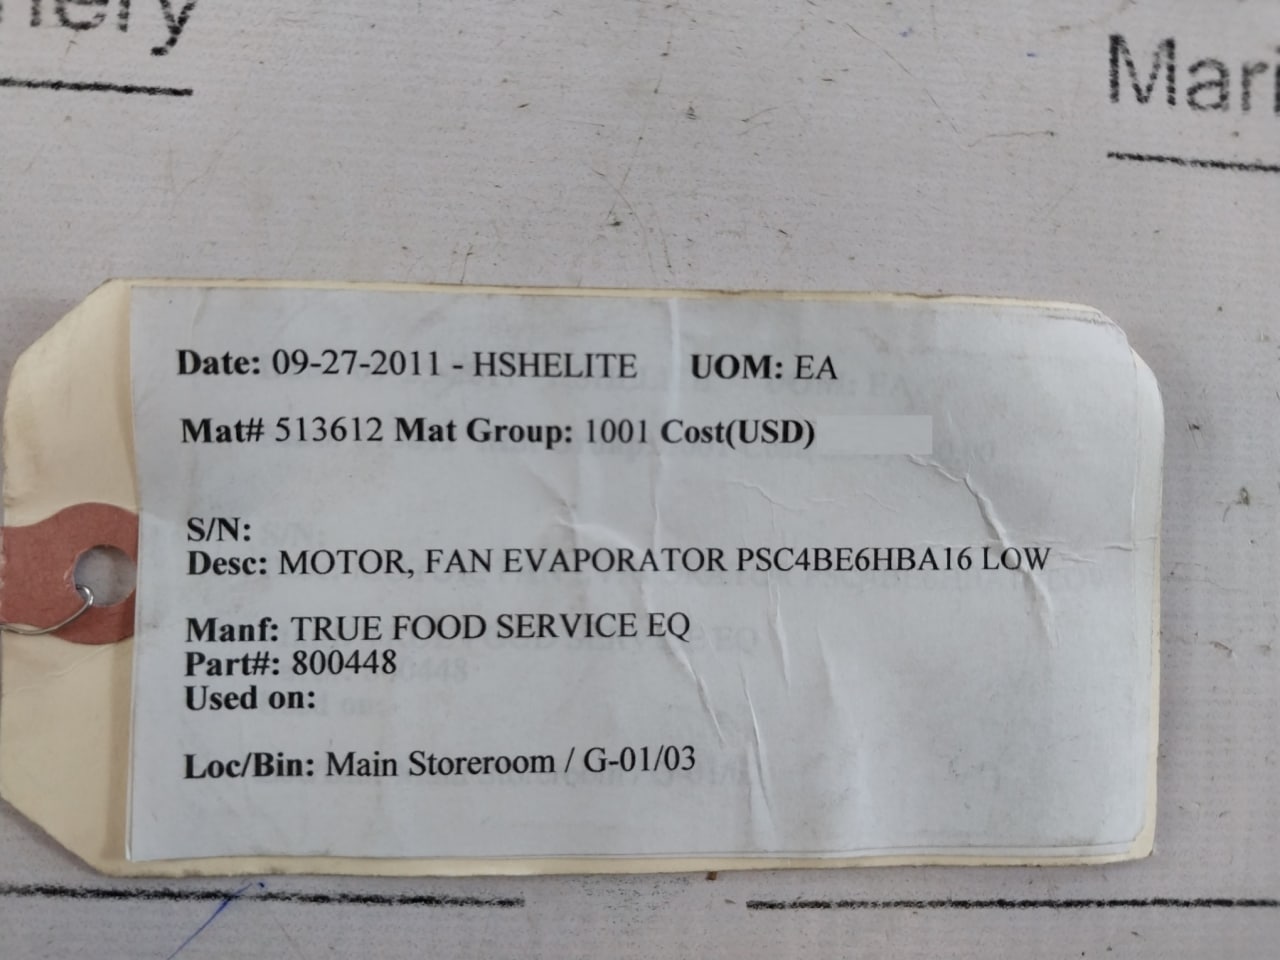 Mari
Date: 09-27-2011 - HSHELITE UOM: EA
Mat# 513612 Mat Group: 1001 Cost(USD)
S/N:
Desc: MOTOR, FAN EVAPORATOR PSC4BE6HBA16 LOW
Manf: TRUE FOOD SERVICE EQ
Part#: 800448
Used on:
Loc/Bin: Main Storeroom / G-01/03